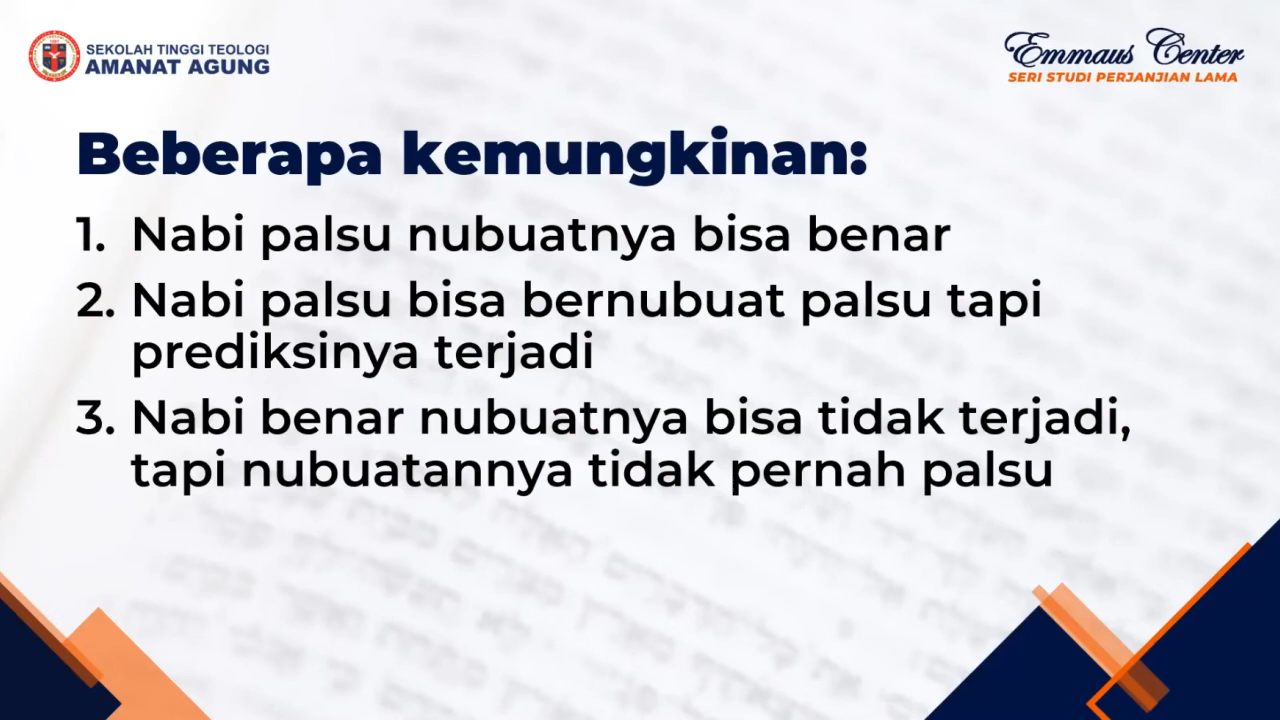 SEKOLAH TINGGI TEOLOGI
AMANAT AGUNG
Emmaus Center
SERI STUDI PERJANJIAN LAMA
Beberapa kemungkinan:
1. Nabi palsu nubuatnya bisa benar
2. Nabi palsu bisa bernubuat palsu tapi
prediksinya terjadi
3. Nabi benar nubuatnya bisa tidak terjadi,
tapi nubuatannya tidak pernah palsu